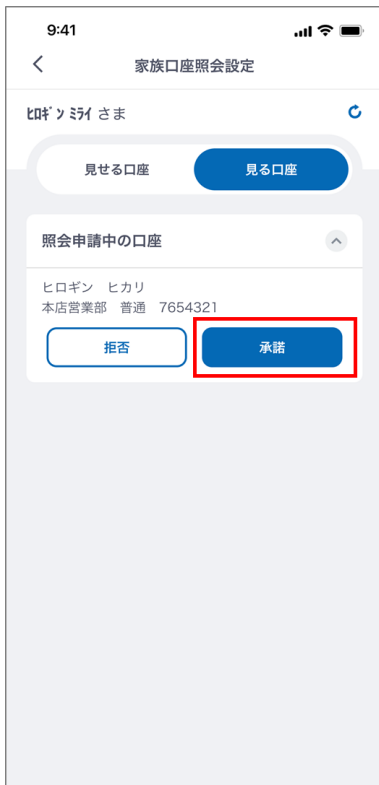 9:41
家族口座照会設定
ﾋﾛｷﾞﾝ ﾐﾗｲ さま
見せる口座 見る口座
照会申請中の口座
ヒロギン ヒカリ
本店営業部 普通 7654321
拒否 承諾